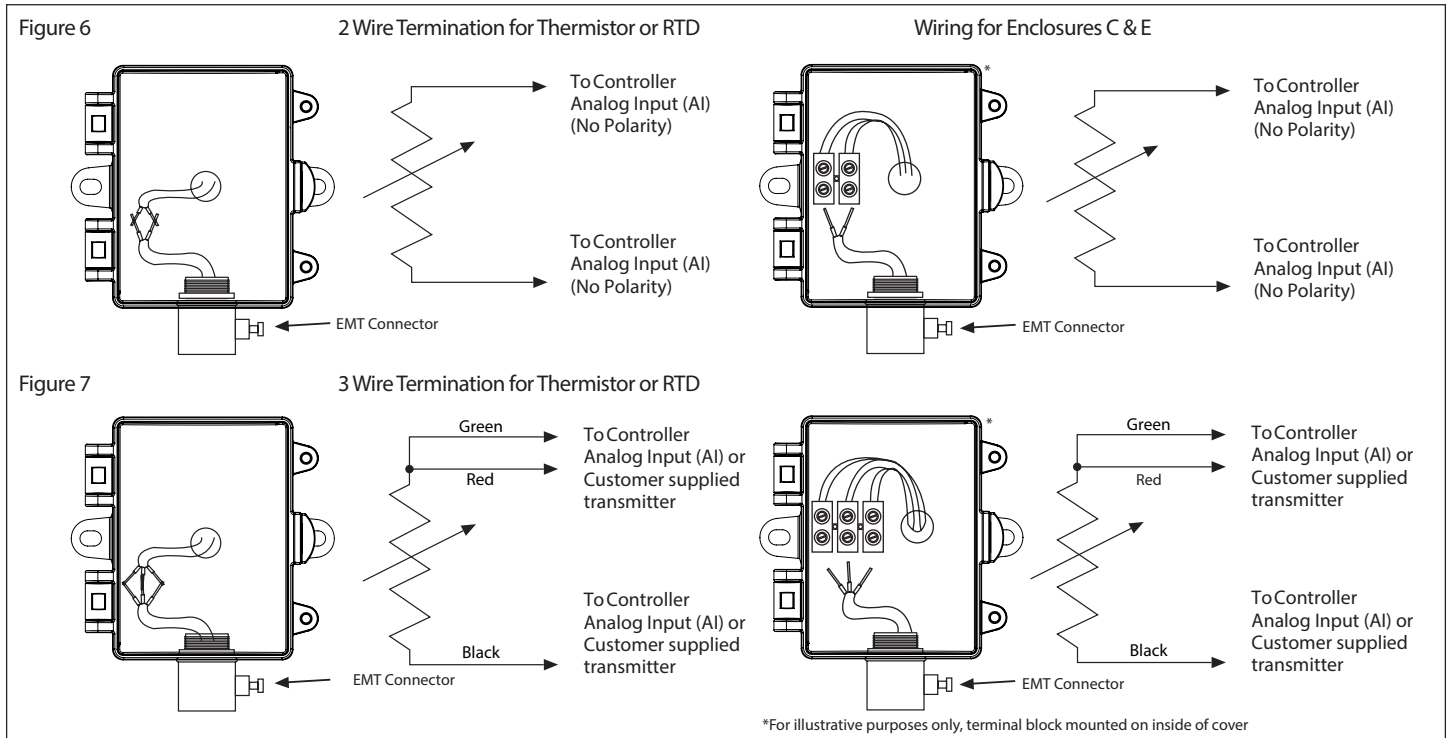 Figure 6
2 Wire Termination for Thermistor or RTD
Wiring for Enclosures C & E
To Controller
Analog Input (AI)
(No Polarity)
To Controller
Analog Input (AI)
(No Polarity)
EMT Connector
*
To Controller
Analog Input (AI)
(No Polarity)
To Controller
Analog Input (AI)
(No Polarity)
EMT Connector
Figure 7
3 Wire Termination for Thermistor or RTD
Green
Red
To Controller
Analog Input (AI) or
Customer supplied
transmitter
To Controller
Analog Input (AI) or
Customer supplied
transmitter
Black
EMT Connector
*
Green
Red
To Controller
Analog Input (AI) or
Customer supplied
transmitter
To Controller
Analog Input (AI) or
Customer supplied
transmitter
Black
EMT Connector
*For illustrative purposes only, terminal block mounted on inside of cover